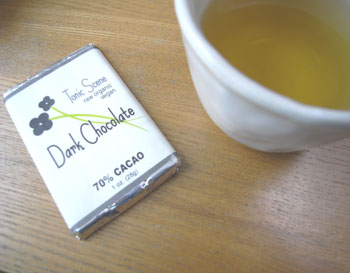 Tonic Scene
raw organic
vegan
Dark Chocolate
70% CACAO
1 oz. (28g)